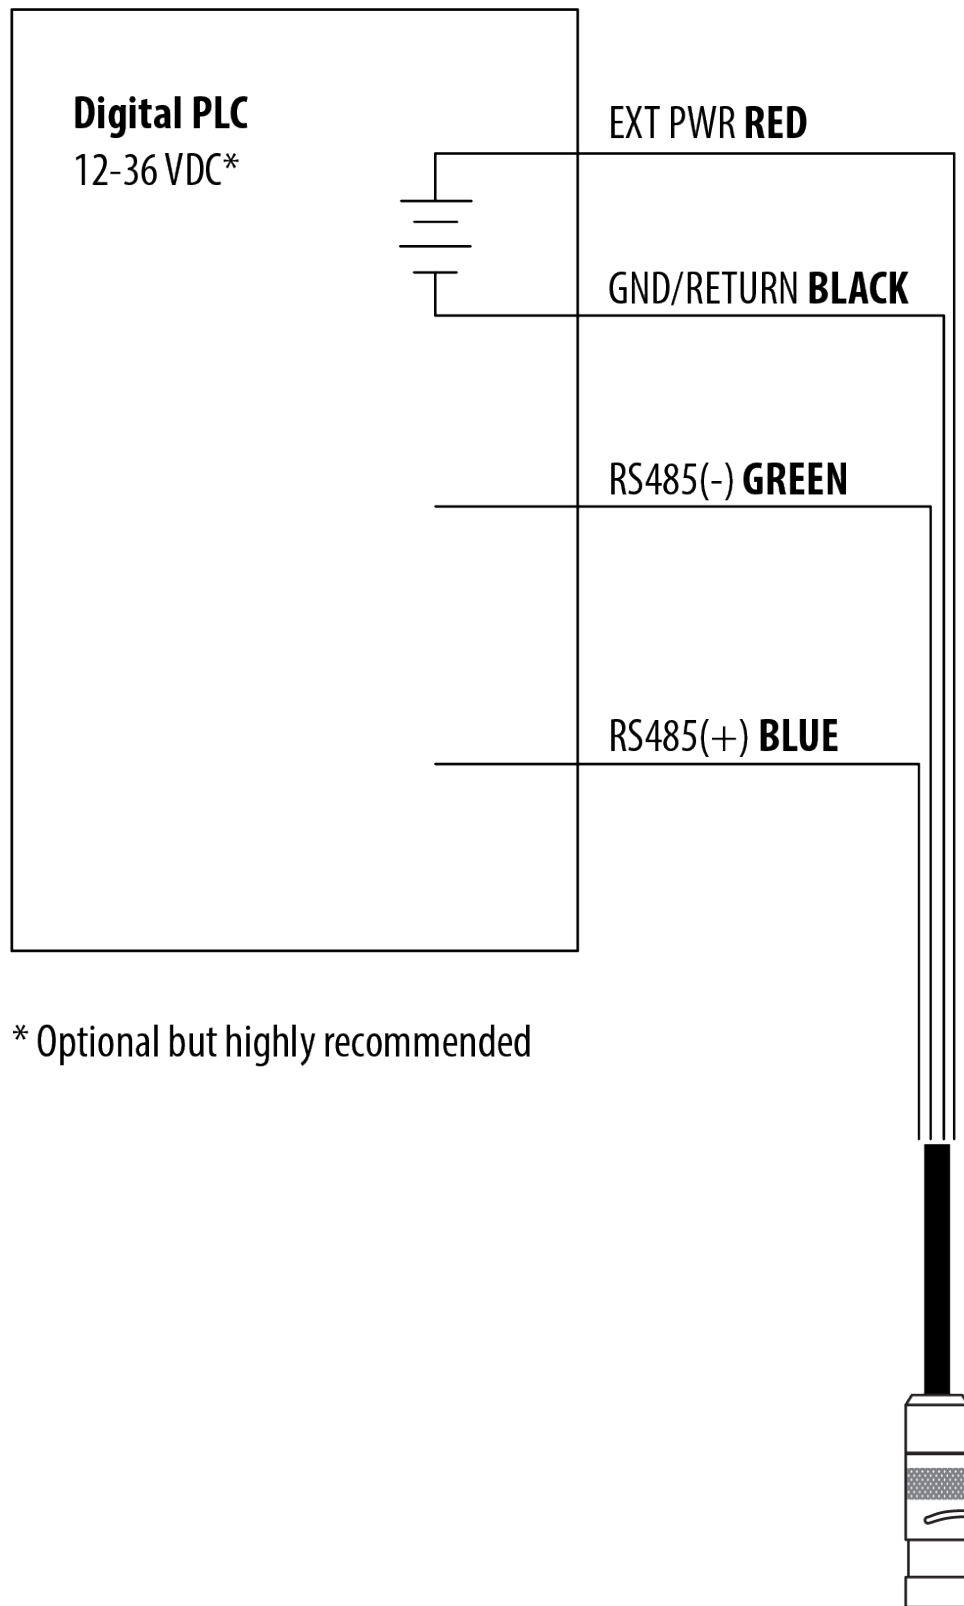 Digital PLC
12-36 VDC*
EXT PWR RED
GND/RETURN BLACK
RS485(-) GREEN
RS485(+) BLUE
* Optional but highly recommended